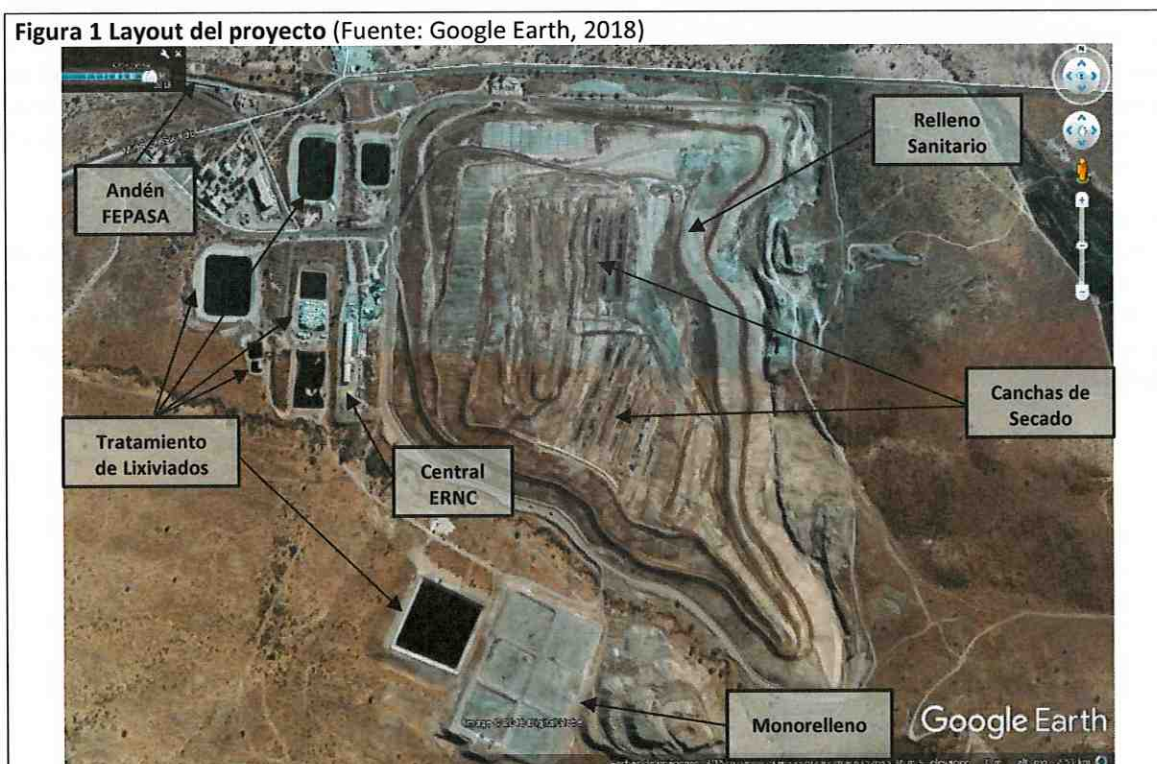 Figura 1 Layout del proyecto (Fuente: Google Earth, 2018)
N
Relleno
Sanitario
Andén
FEPASA
Canchas de
Secado
Tratamiento
de Lixiviados
Central
ERNC
Monorelleno
Google Earth